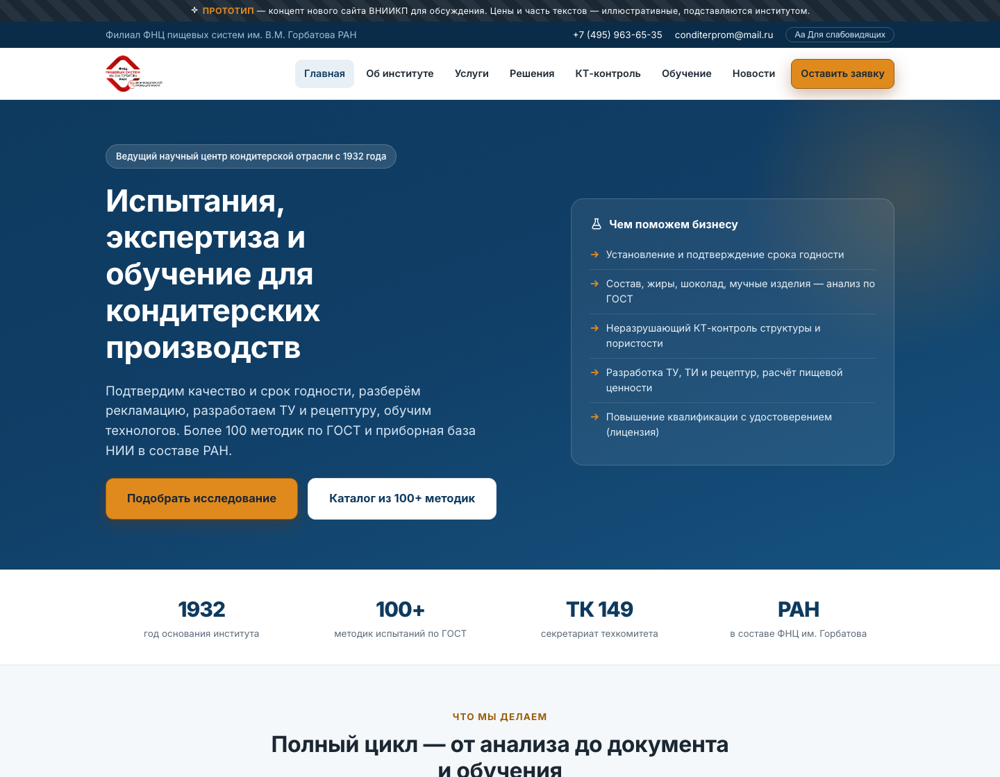 ПРОТОТИП — концепт нового сайта ВНИИКП для обсуждения. Цены и часть текстов — иллюстративные, подставляются институтом.
Филиал ФНЦ пищевых систем им. В.М. Горбатова РАН
+7 (495) 963-65-35
conditerprom@mail.ru
Аа Для слабовидящих
ФНЦ
ПИЩЕВЫХ СИСТЕМ
ИМ. В.М. ГОРБАТОВА
РАН
Главная
Об институте
Услуги
Решения
КТ-контроль
Обучение
Новости
Оставить заявку
Ведущий научный центр кондитерской отрасли с 1932 года
Испытания,
экспертиза и
обучение для
кондитерских
производств
Подтвердим качество и срок годности, разберём
рекламацию, разработаем ТУ и рецептуру, обучим
технологов. Более 100 методик по ГОСТ и приборная база
НИИ в составе РАН.
Подобрать исследование
Каталог из 100+ методик
Чем поможем бизнесу
Установление и подтверждение срока годности
Состав, жиры, шоколад, мучные изделия — анализ по
ГОСТ
Неразрушающий КТ-контроль структуры и
пористости
Разработка ТУ, ТИ и рецептур, расчёт пищевой
ценности
Повышение квалификации с удостоверением
(лицензия)
1932
год основания института
100+
методик испытаний по ГОСТ
ТК 149
секретариат техкомитета
РАН
в составе ФНЦ им. Горбатова
ЧТО МЫ ДЕЛАЕМ
Полный цикл — от анализа до документа
и обучения